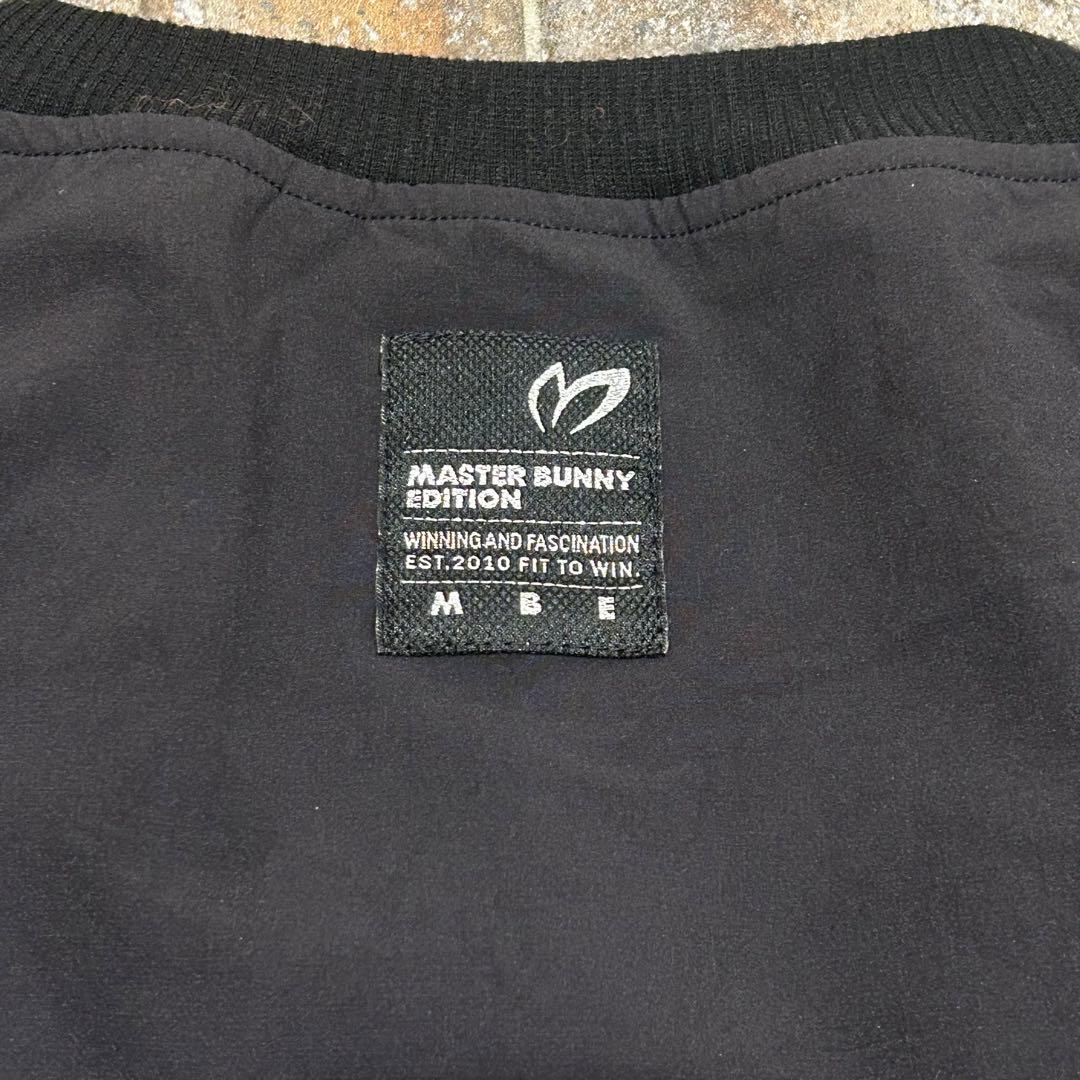 MASTER BUNNY
EDITION
WINNING AND FASCINATION
EST. 2010 FIT TO WIN.
M B E